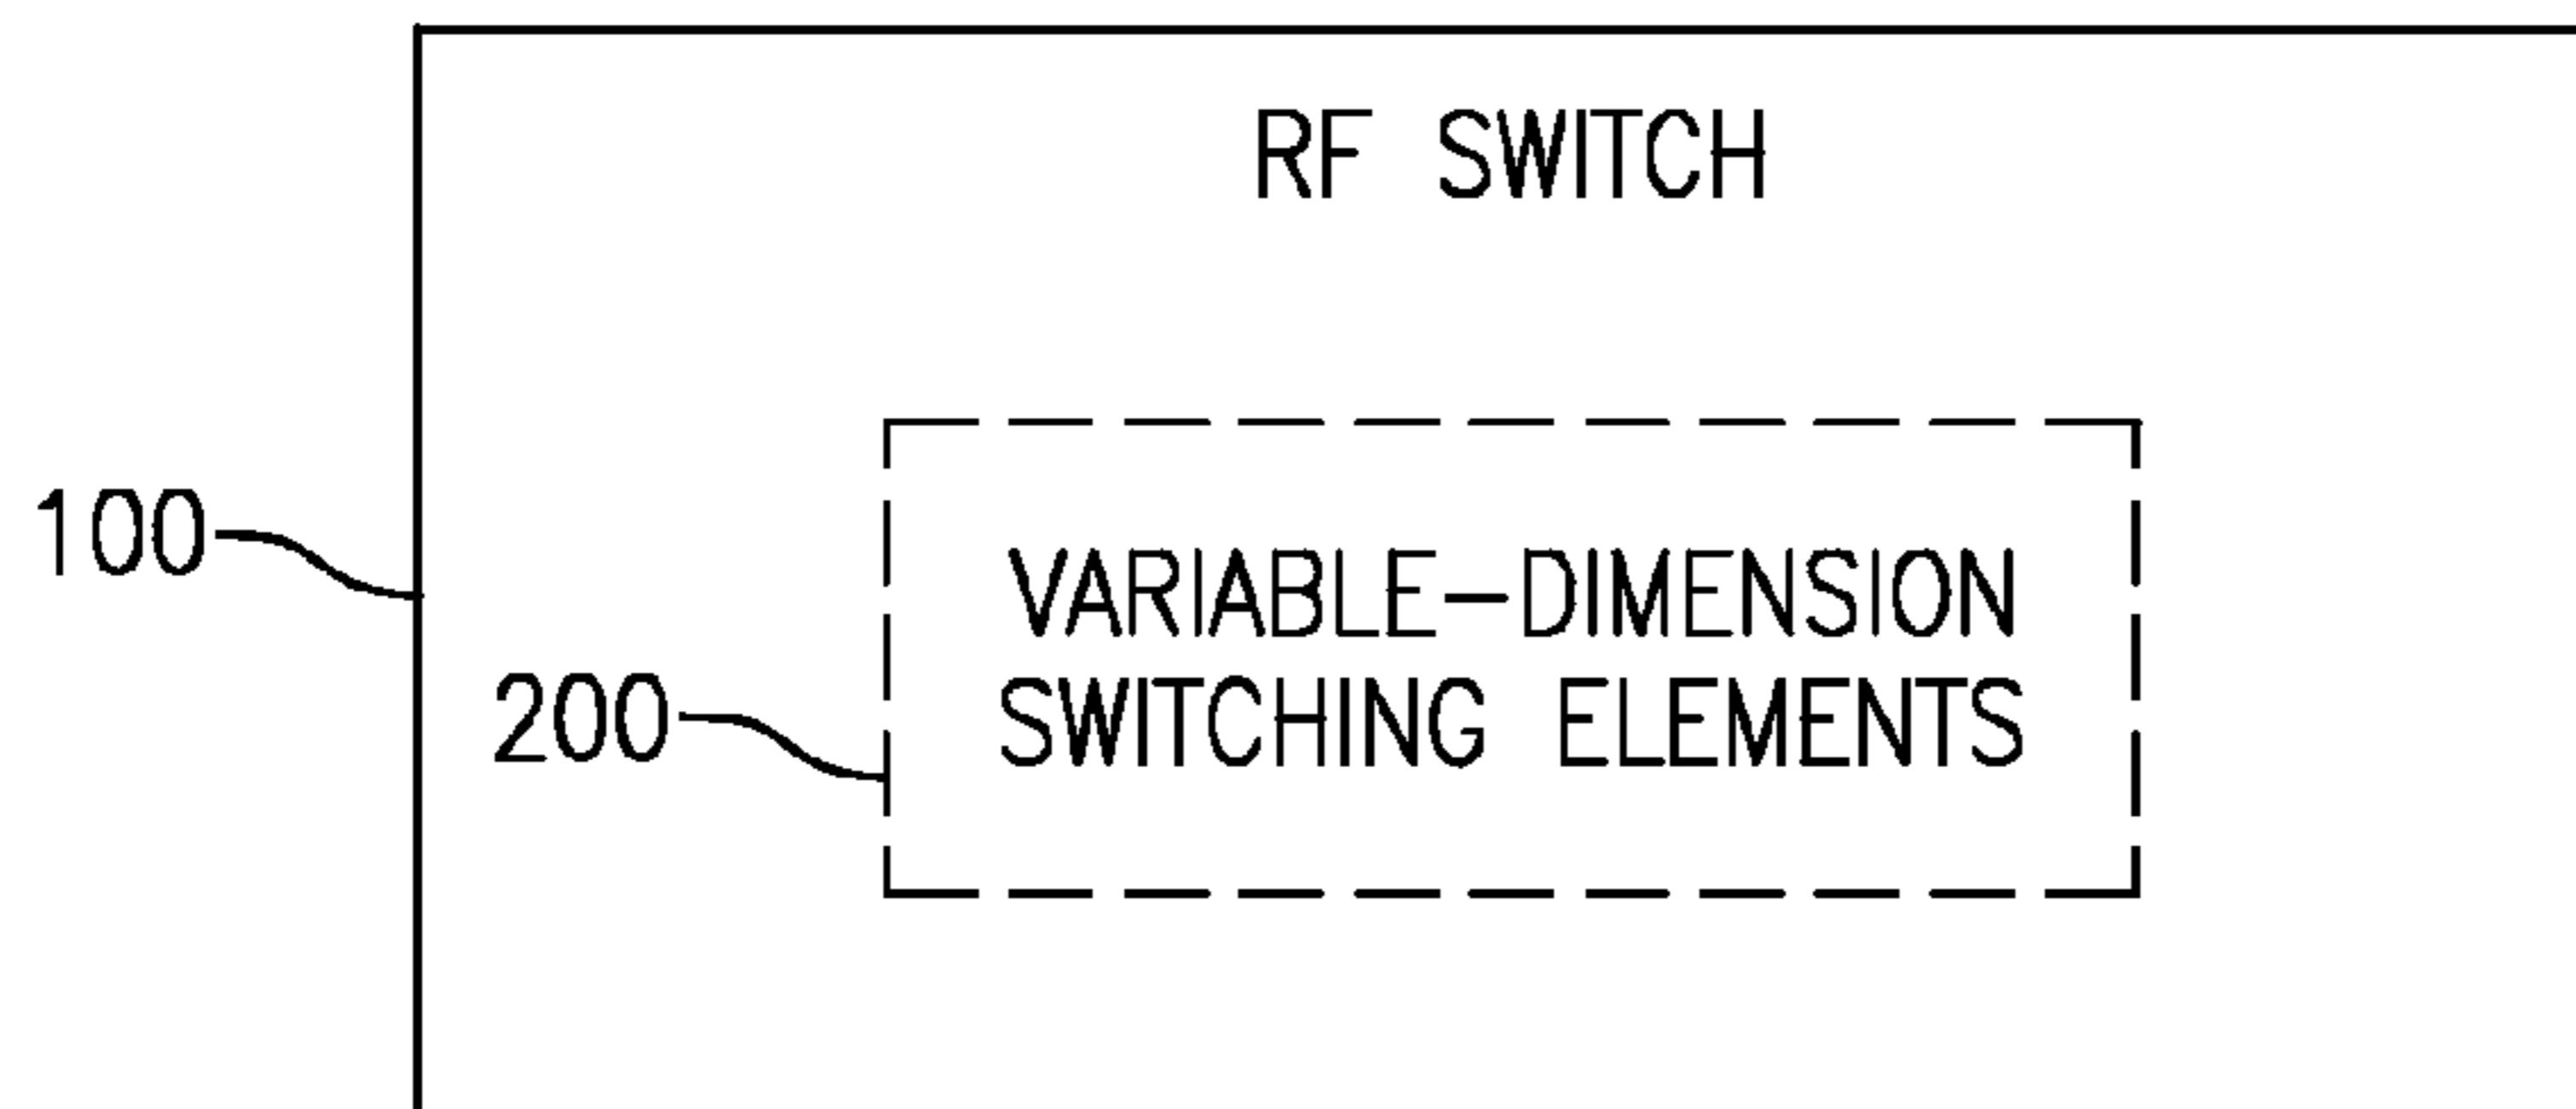 RF SWITCH
100
VARIABLE-DIMENSION
200
SWITCHING ELEMENTS